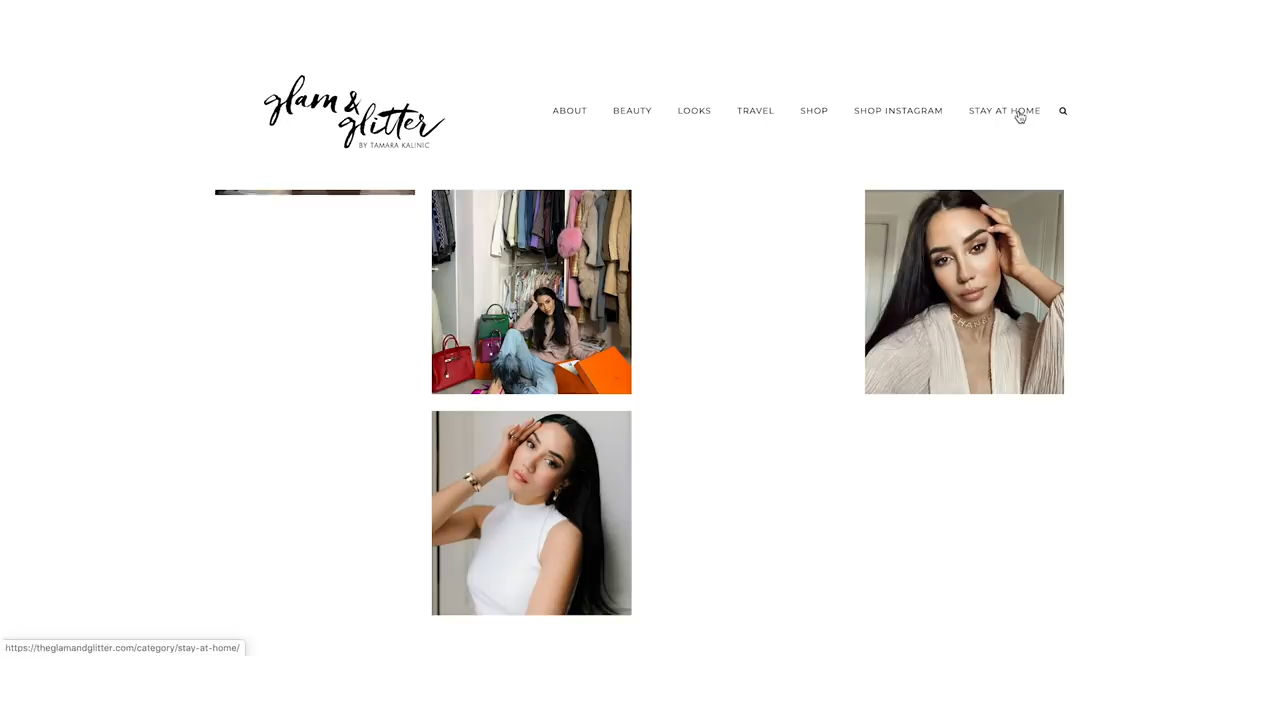 glam &
glitter
BY TAMARA KALINIC
ABOUT BEAUTY LOOKS TRAVEL SHOP SHOP INSTAGRAM STAY AT HOME
CHANEL
https://theglamandglitter.com/category/stay-at-home/